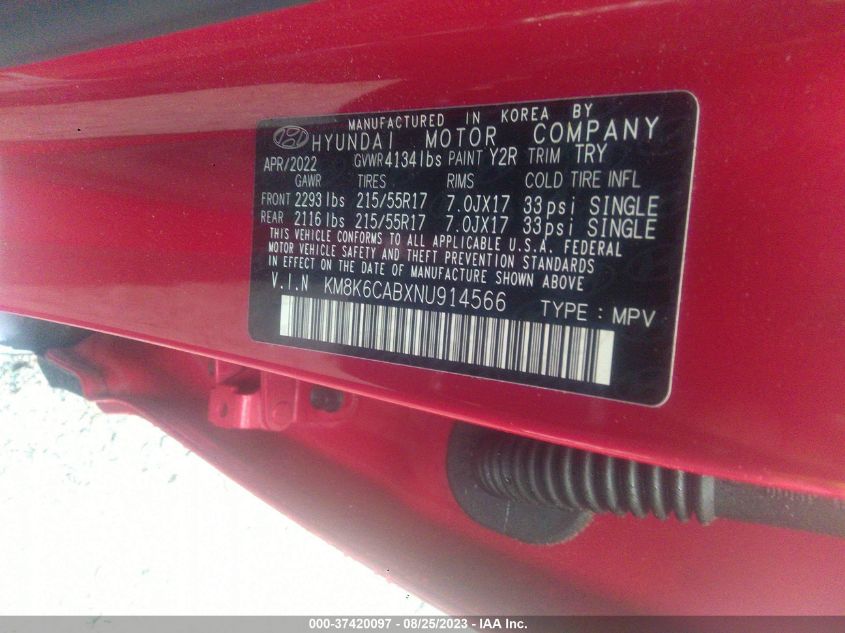 MANUFACTURED IN KOREA BY
HYUNDAI MOTOR COMPANY
APR/2022 GVWR 4134lbs PAINT Y2R TRIM TRY
GAWR TIRES RIMS COLD TIRE INFL
FRONT 2293 lbs 215/55R17 7.0JX17 33psi SINGLE
REAR 2116 lbs 215/55R17 7.0JX17 33psi SINGLE
THIS VEHICLE CONFORMS TO ALL APPLICABLE U.S.A. FEDERAL
MOTOR VEHICLE SAFETY AND THEFT PREVENTION STANDARDS
IN EFFECT ON THE DATE OF MANUFACTURE SHOWN ABOVE
V.I.N KM8K6CABXNU914566 TYPE : MPV
000-37420097 - 08/25/2023 - IAA Inc.